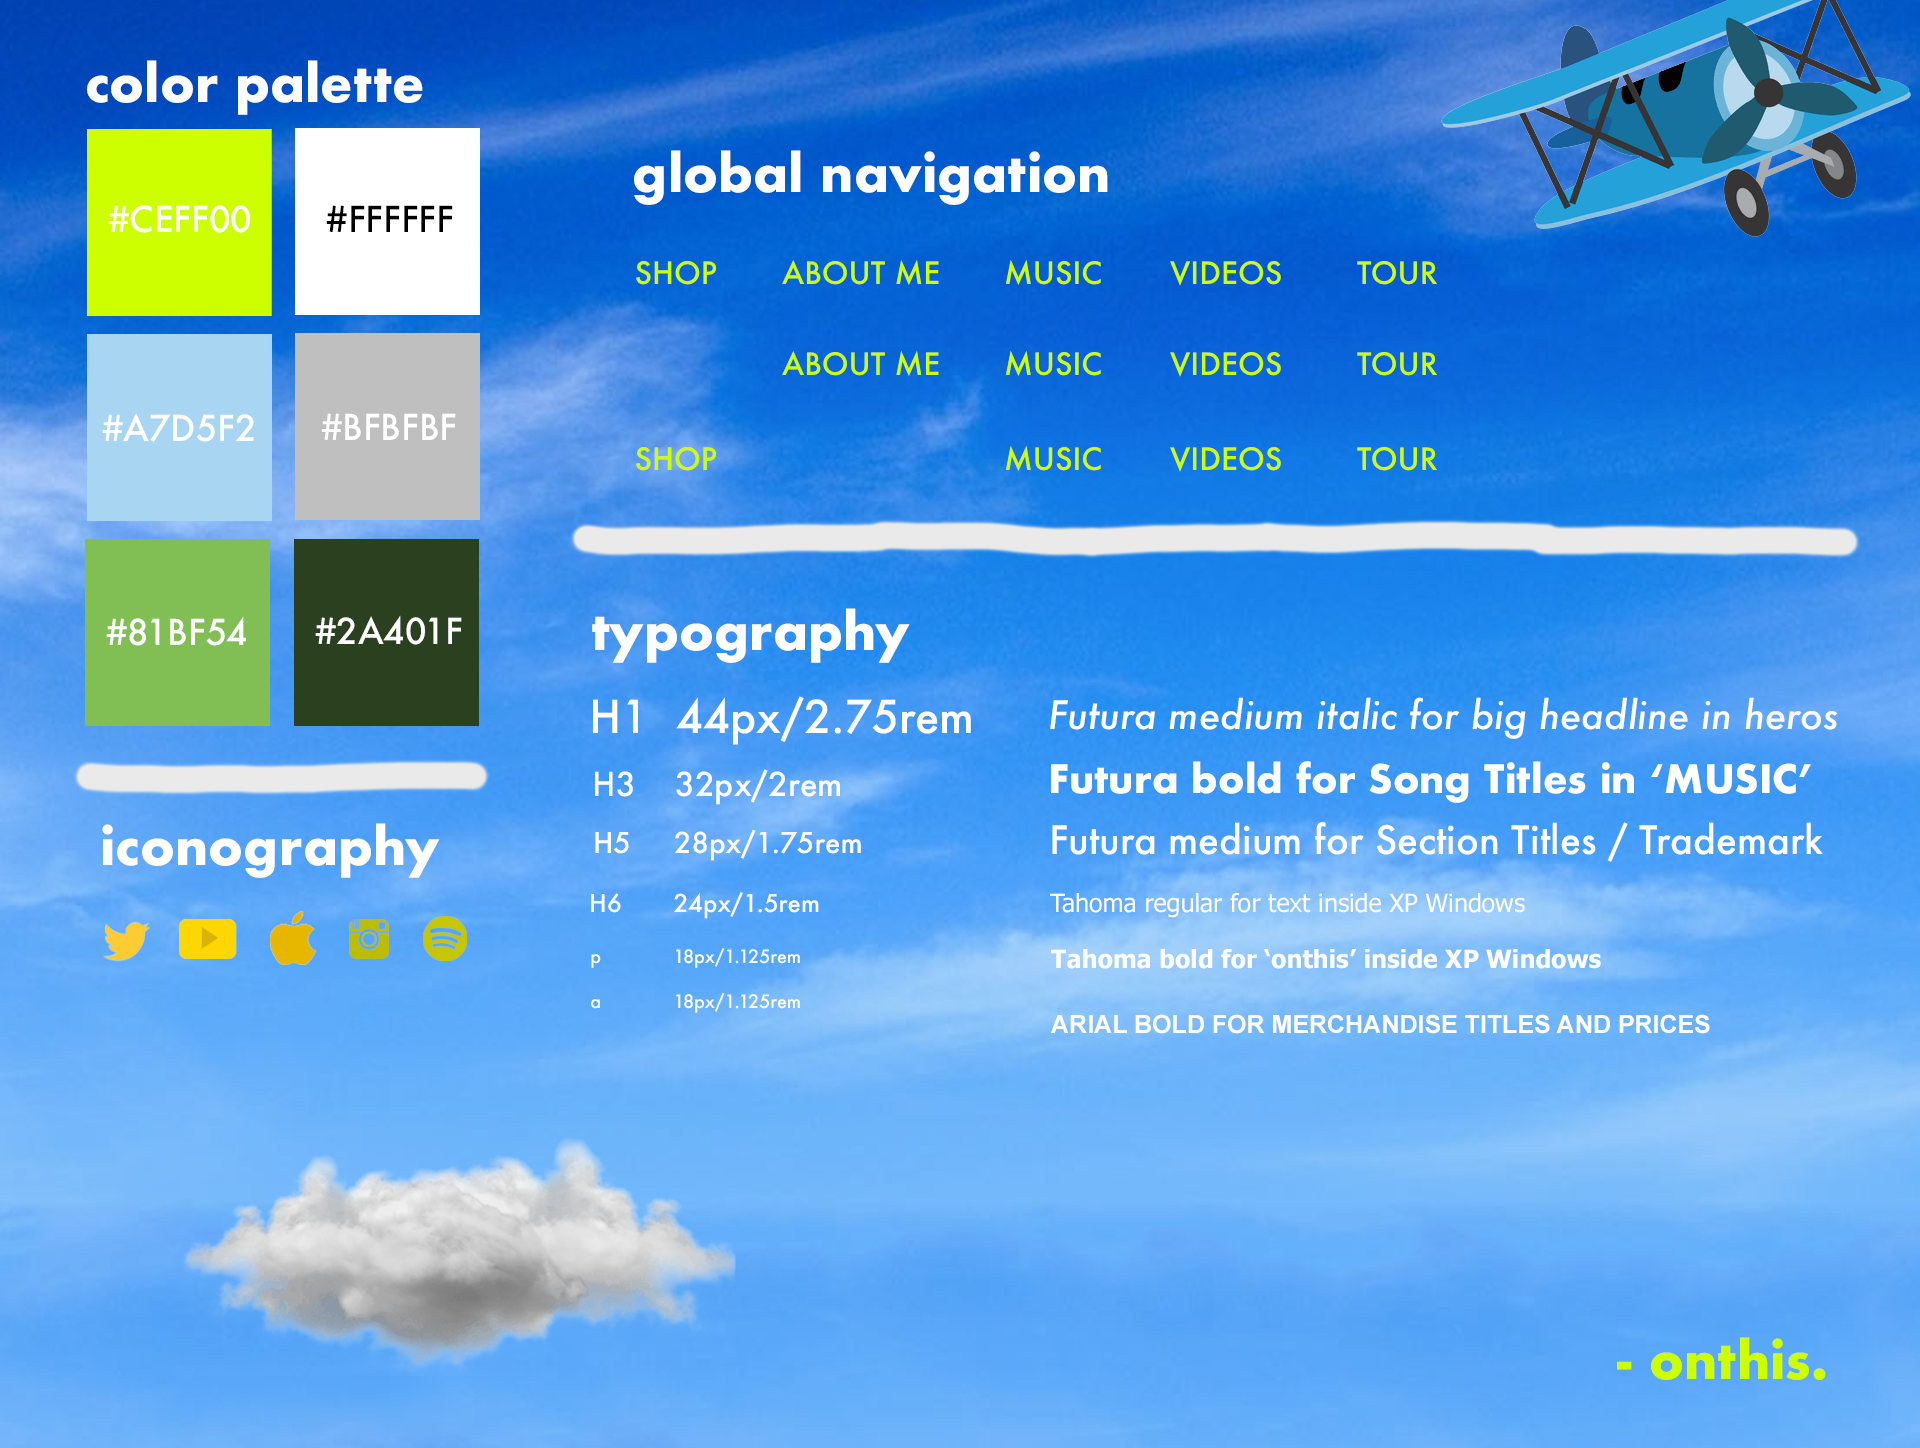 color palette
#CEFF00
#FFFFFF
#A7D5F2
#BFBFBF
#81BF54
#2A401F
iconography
global navigation
SHOP ABOUT ME MUSIC VIDEOS TOUR
ABOUT ME MUSIC VIDEOS TOUR
SHOP MUSIC VIDEOS TOUR
typography
H1 44px/2.75rem
H3 32px/2rem
H5 28px/1.75rem
H6 24px/1.5rem
p 18px/1.125rem
a 18px/1.125rem
Futura medium italic for big headline in heros
Futura bold for Song Titles in ‘MUSIC’
Futura medium for Section Titles / Trademark
Tahoma regular for text inside XP Windows
Tahoma bold for ‘onthis’ inside XP Windows
ARIAL BOLD FOR MERCHANDISE TITLES AND PRICES
- onthis.